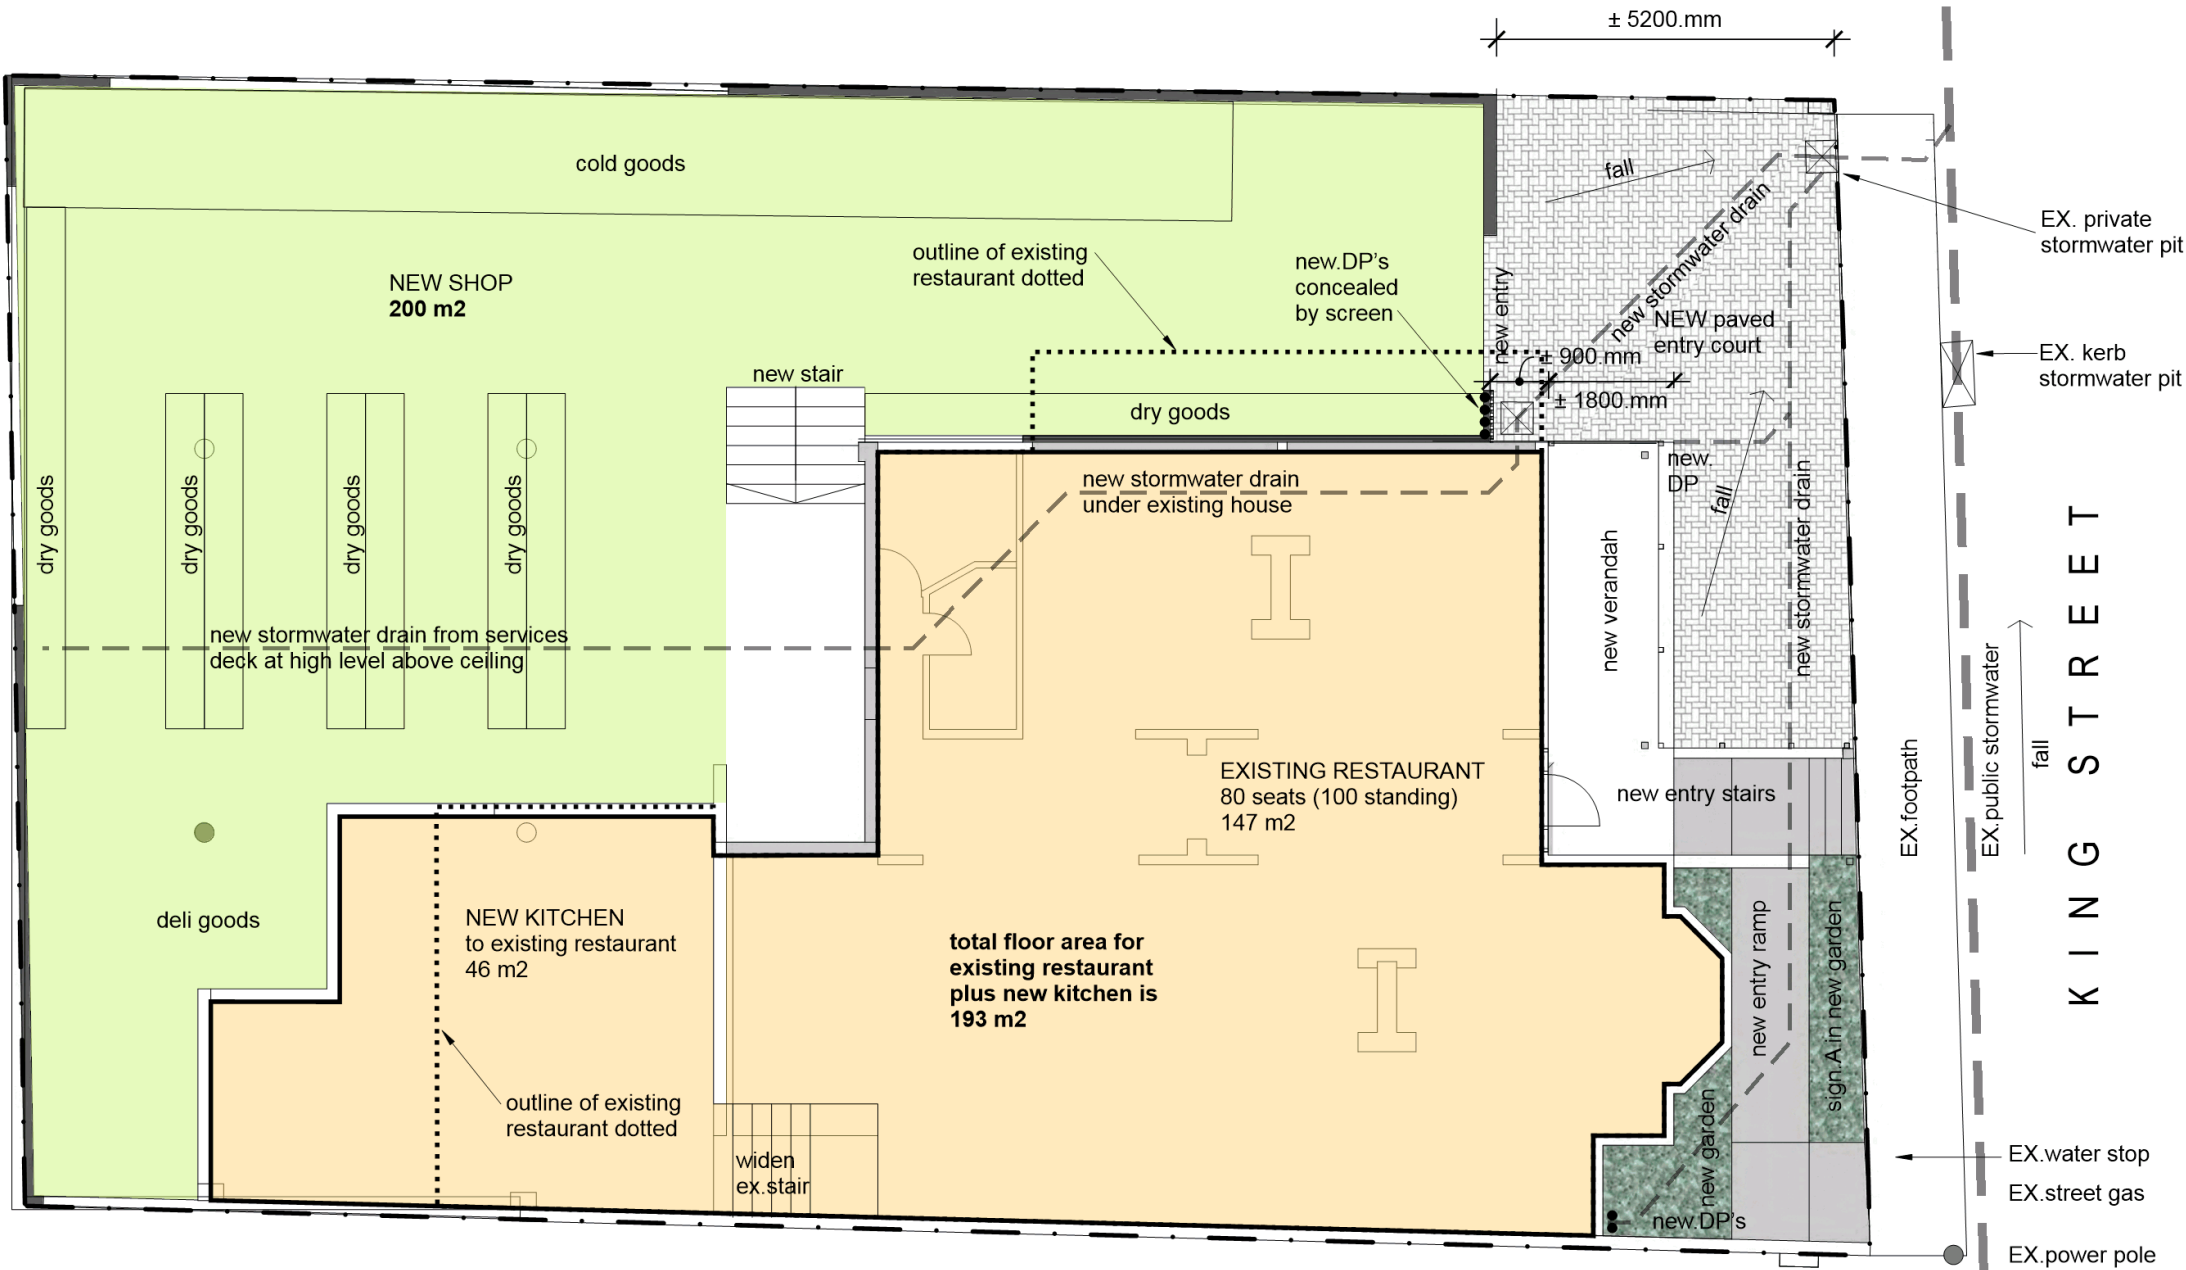 ± 5200.mm
cold goods
fall
new stormwater drain
EX. private
stormwater pit
NEW SHOP
200 m2
outline of existing
restaurant dotted
new.DP's
concealed
by screen
new entry
NEW paved
entry court
± 900.mm
± 1800.mm
EX. kerb
stormwater pit
new stair
dry goods
dry goods
dry goods
dry goods
dry goods
new stormwater drain
under existing house
new.
DP
fall
new stormwater drain
new verandah
new stormwater drain from services
deck at high level above ceiling
EXISTING RESTAURANT
80 seats (100 standing)
147 m2
new entry stairs
EX.footpath
EX.public stormwater
fall
KING STREET
deli goods
NEW KITCHEN
to existing restaurant
46 m2
total floor area for
existing restaurant
plus new kitchen is
193 m2
new entry ramp
sign.A.in new garden
new garden
outline of existing
restaurant dotted
widen
ex.stair
new.DP's
EX.water stop
EX.street gas
EX.power pole